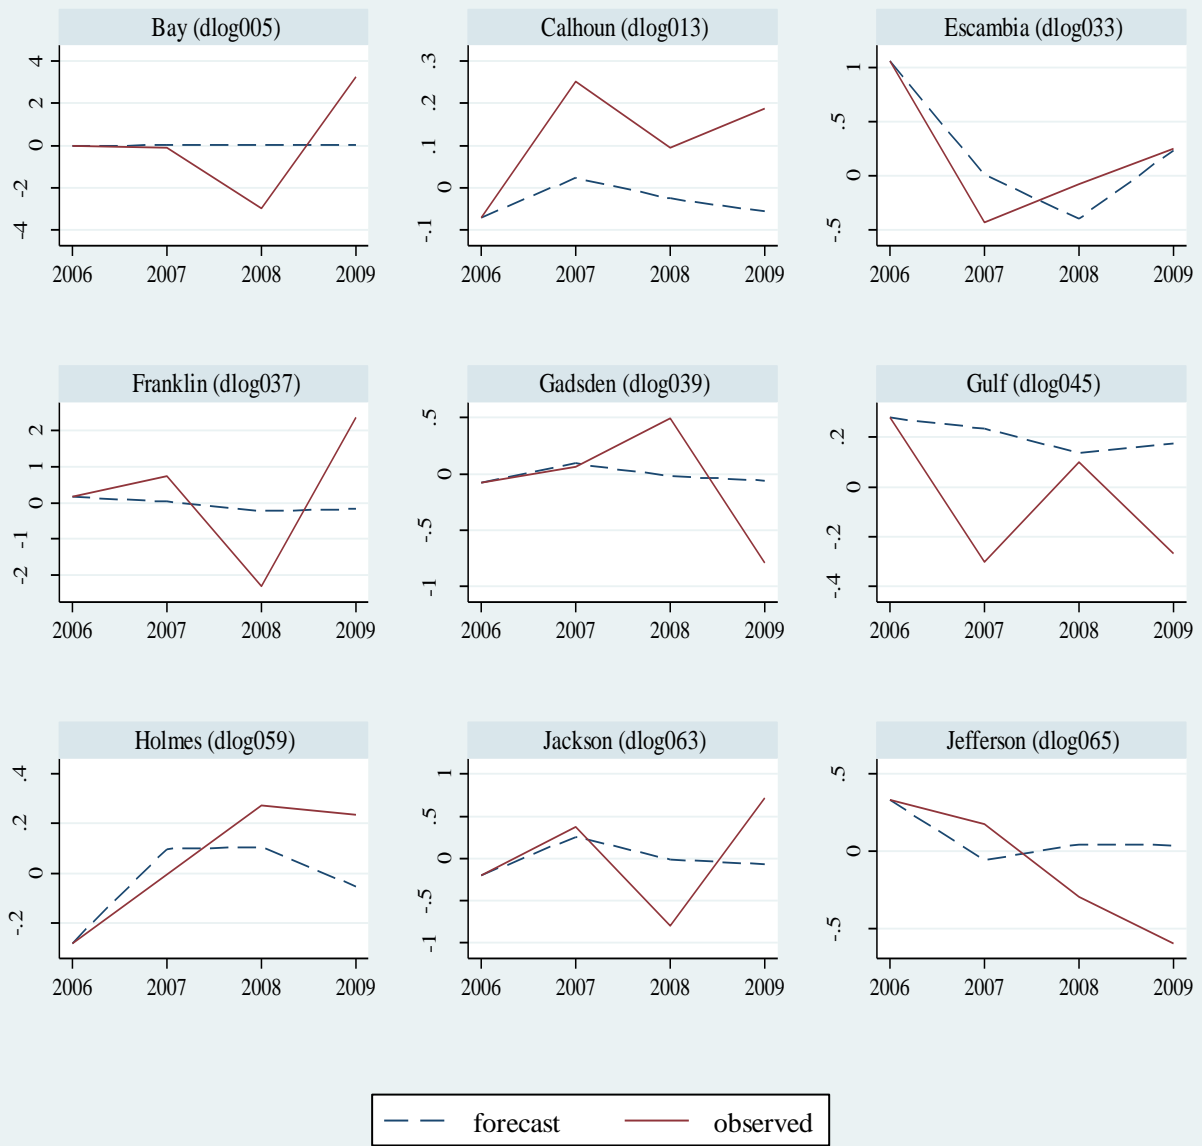 Bay (dlog005)
4
2
0
-2
-4
2006 2007 2008 2009
Calhoun (dlog013)
.3
.2
.1
0
-.1
2006 2007 2008 2009
Escambia (dlog033)
1
.5
0
-.5
2006 2007 2008 2009
Franklin (dlog037)
2
1
0
-1
-2
2006 2007 2008 2009
Gadsden (dlog039)
.5
0
-.5
-1
2006 2007 2008 2009
Gulf (dlog045)
.2
0
-.2
-.4
2006 2007 2008 2009
Holmes (dlog059)
.4
.2
0
-.2
2006 2007 2008 2009
Jackson (dlog063)
1
.5
0
-.5
-1
2006 2007 2008 2009
Jefferson (dlog065)
.5
0
-.5
2006 2007 2008 2009
forecast observed